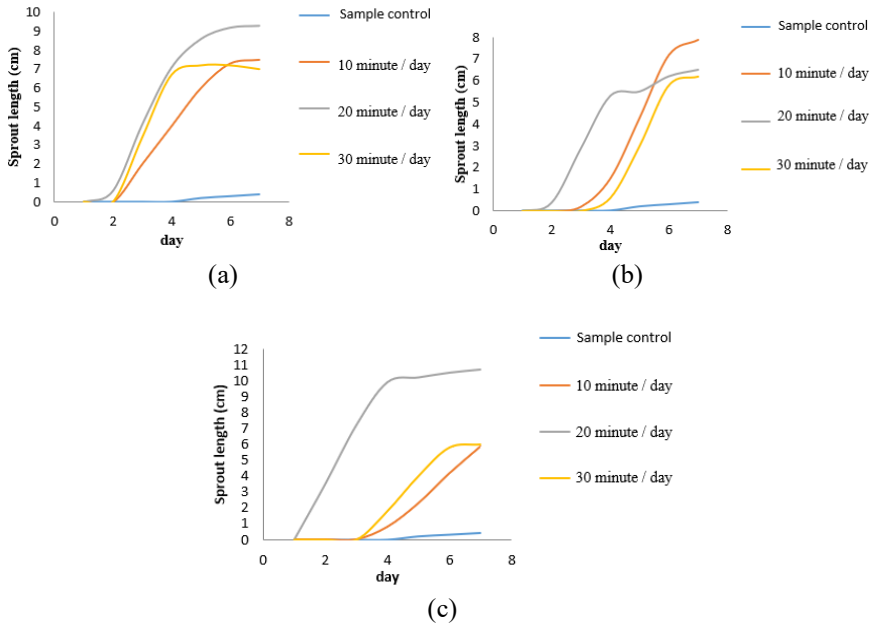 10
9
8
7
6
5
4
3
2
1
0
Sprout length (cm)
0 2 4 6 8
day
Sample control
10 minute / day
20 minute / day
30 minute / day
(a)
8
7
6
5
4
3
2
1
0
Sprout length (cm)
0 2 4 6 8
day
Sample control
10 minute / day
20 minute / day
30 minute / day
(b)
12
11
10
9
8
7
6
5
4
3
2
1
0
Sprout length (cm)
0 2 4 6 8
day
Sample control
10 minute / day
20 minute / day
30 minute / day
(c)